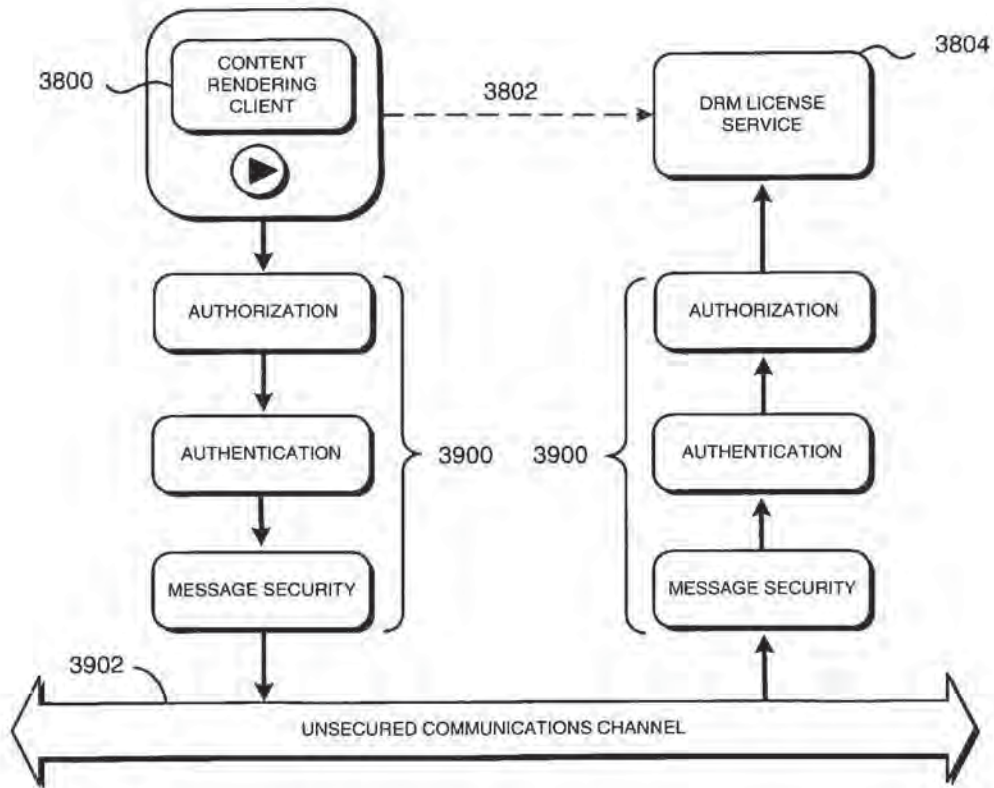 3800
CONTENT
RENDERING
CLIENT
3802
3804
DRM LICENSE
SERVICE
AUTHORIZATION
AUTHORIZATION
AUTHENTICATION
3900
3900
AUTHENTICATION
MESSAGE SECURITY
MESSAGE SECURITY
3902
UNSECURED COMMUNICATIONS CHANNEL